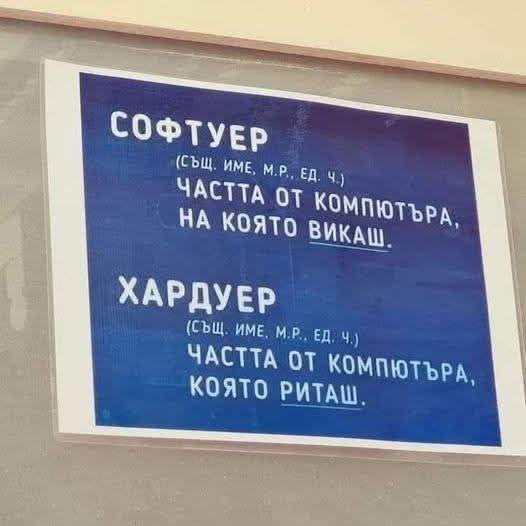 СОФТУЕР
(СЪЩ. ИМЕ, М.Р., ЕД. Ч.)
ЧАСТТА ОТ КОМПЮТЪРА,
НА КОЯТО ВИКАШ.
ХАРДУЕР
(СЪЩ. ИМЕ, М.Р., ЕД. Ч.)
ЧАСТТА ОТ КОМПЮТЪРА,
КОЯТО РИТАШ.